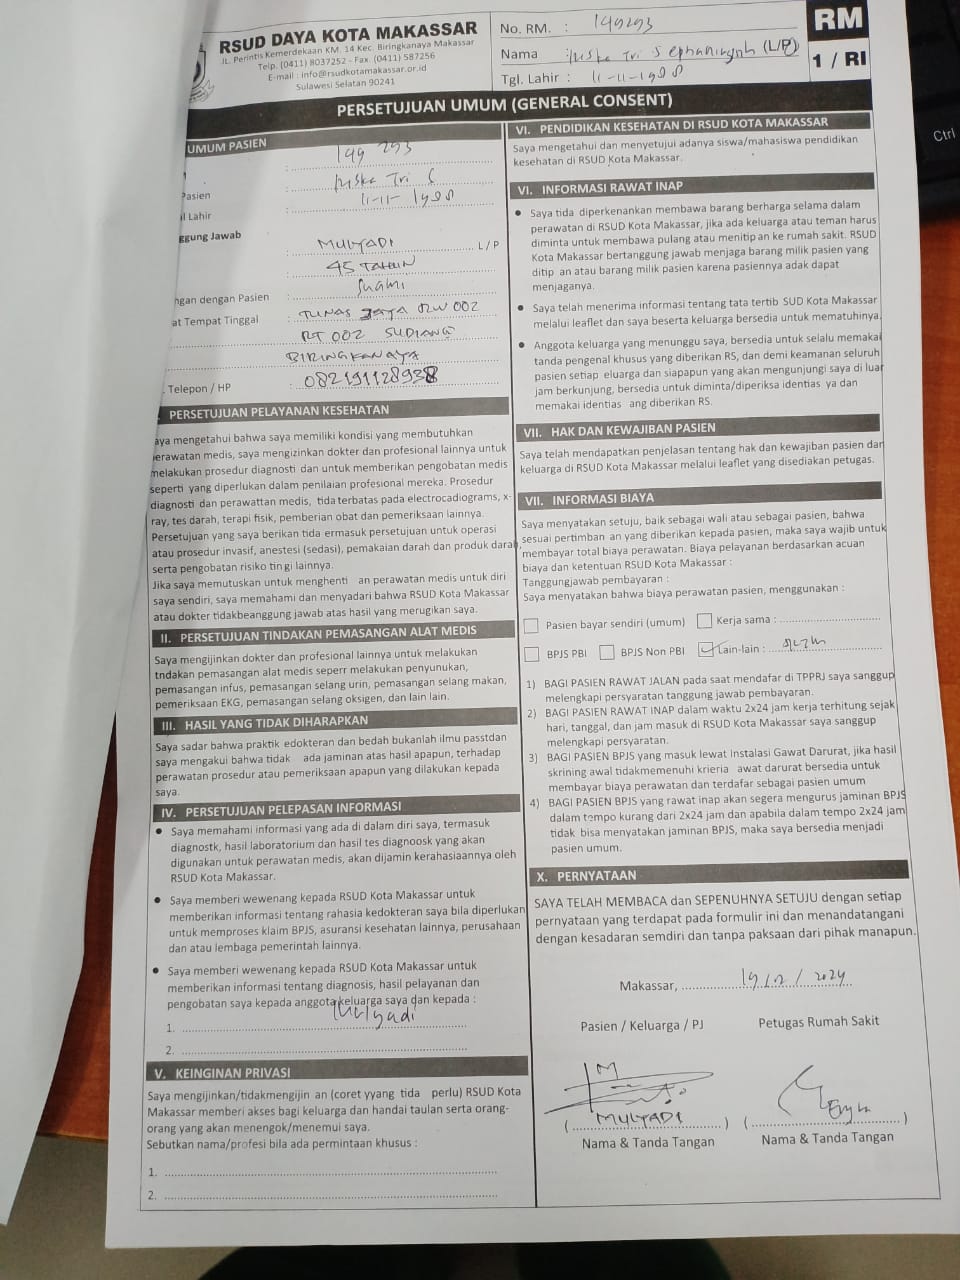 RSUD DAYA KOTA MAKASSAR
JL. Perintis Kemerdekaan KM. 14 Kec. Biringkanaya Makassar
Telp. (0411) 8037252 - Fax. (0411) 587256
E-mail : info@rsudkotamakassar.or.id
Sulawesi Selatan 90241
No. RM. : 149293
Nama : Tri (L/P)
Tgl. Lahir : 11-11-1988
RM
1 / RI
Ctrl
PERSETUJUAN UMUM (GENERAL CONSENT)
UMUM PASIEN
: 149 293
Pasien : Tri S
l Lahir : 11-11-1988
ggung Jawab
: MULYADI L / P
: 45 TAHUN
ngan dengan Pasien : Suami
at Tempat Tinggal : TUNAS JAYA RW 002
RT 002 SUDIANG
BIRINGKANAYA
. Telepon / HP : 082191128938
. PERSETUJUAN PELAYANAN KESEHATAN
aya mengetahui bahwa saya memiliki kondisi yang membutuhkan
erawatan medis, saya mengizinkan dokter dan profesional lainnya untuk
melakukan prosedur diagnosti dan untuk memberikan pengobatan medis
seperti yang diperlukan dalam penilaian profesional mereka. Prosedur
diagnosti dan perawattan medis, tida terbatas pada electrocadiograms, x-
ray, tes darah, terapi fisik, pemberian obat dan pemeriksaan lainnya.
Persetujuan yang saya berikan tida ermasuk persetujuan untuk operasi
atau prosedur invasif, anestesi (sedasi), pemakaian darah dan produk darah,
serta pengobatan risiko tin gi lainnya.
Jika saya memutuskan untuk menghenti an perawatan medis untuk diri
saya sendiri, saya memahami dan menyadari bahwa RSUD Kota Makassar
atau dokter tidakbeanggung jawab atas hasil yang merugikan saya.
II. PERSETUJUAN TINDAKAN PEMASANGAN ALAT MEDIS
Saya mengijinkan dokter dan profesional lainnya untuk melakukan
tndakan pemasangan alat medis seperr melakukan penyunukan,
pemasangan infus, pemasangan selang urin, pemasangan selang makan,
pemeriksaan EKG, pemasangan selang oksigen, dan lain lain.
III. HASIL YANG TIDAK DIHARAPKAN
Saya sadar bahwa praktik edokteran dan bedah bukanlah ilmu passtdan
saya mengakui bahwa tidak ada jaminan atas hasil apapun, terhadap
perawatan prosedur atau pemeriksaan apapun yang dilakukan kepada
saya.
IV. PERSETUJUAN PELEPASAN INFORMASI
• Saya memahami informasi yang ada di dalam diri saya, termasuk
diagnostk, hasil laboratorium dan hasil tes diagnoosk yang akan
digunakan untuk perawatan medis, akan dijamin kerahasiaannya oleh
RSUD Kota Makassar.
• Saya memberi wewenang kepada RSUD Kota Makassar untuk
memberikan informasi tentang rahasia kedokteran saya bila diperlukan
untuk memproses klaim BPJS, asuransi kesehatan lainnya, perusahaan
dan atau lembaga pemerintah lainnya.
• Saya memberi wewenang kepada RSUD Kota Makassar untuk
memberikan informasi tentang diagnosis, hasil pelayanan dan
pengobatan saya kepada anggota keluarga saya dan kepada :
1. Mulyadi
2.
V. KEINGINAN PRIVASI
Saya mengijinkan/tidakmengijin an (coret yyang tida perlu) RSUD Kota
Makassar memberi akses bagi keluarga dan handai taulan serta orang-
orang yang akan menengok/menemui saya.
Sebutkan nama/profesi bila ada permintaan khusus :
1.
2.
VI. PENDIDIKAN KESEHATAN DI RSUD KOTA MAKASSAR
Saya mengetahui dan menyetujui adanya siswa/mahasiswa pendidikan
kesehatan di RSUD Kota Makassar.
VI. INFORMASI RAWAT INAP
• Saya tida diperkenankan membawa barang berharga selama dalam
perawatan di RSUD Kota Makassar, jika ada keluarga atau teman harus
diminta untuk membawa pulang atau menitip an ke rumah sakit. RSUD
Kota Makassar bertanggung jawab menjaga barang milik pasien yang
ditip an atau barang milik pasien karena pasiennya adak dapat
menjaganya.
• Saya telah menerima informasi tentang tata tertib SUD Kota Makassar
melalui leaflet dan saya beserta keluarga bersedia untuk mematuhinya.
• Anggota keluarga yang menunggu saya, bersedia untuk selalu memakai
tanda pengenal khusus yang diberikan RS, dan demi keamanan seluruh
pasien setiap eluarga dan siapapun yang akan mengunjungi saya di luar
jam berkunjung, bersedia untuk diminta/diperiksa identias ya dan
memakai identias ang diberikan RS.
VII. HAK DAN KEWAJIBAN PASIEN
Saya telah mendapatkan penjelasan tentang hak dan kewajiban pasien dan
keluarga di RSUD Kota Makassar melalui leaflet yang disediakan petugas.
VII. INFORMASI BIAYA
Saya menyatakan setuju, baik sebagai wali atau sebagai pasien, bahwa
sesuai pertimban an yang diberikan kepada pasien, maka saya wajib untuk
membayar total biaya perawatan. Biaya pelayanan berdasarkan acuan
biaya dan ketentuan RSUD Kota Makassar :
Tanggungjawab pembayaran :
Saya menyatakan bahwa biaya perawatan pasien, menggunakan :
Pasien bayar sendiri (umum) Kerja sama :
BPJS PBI BPJS Non PBI Lain-lain :
1) BAGI PASIEN RAWAT JALAN pada saat mendafar di TPPRJ saya sanggup
melengkapi persyaratan tanggung jawab pembayaran.
2) BAGI PASIEN RAWAT INAP dalam waktu 2x24 jam kerja terhitung sejak
hari, tanggal, dan jam masuk di RSUD Kota Makassar saya sanggup
melengkapi persyaratan.
3) BAGI PASIEN BPJS yang masuk lewat Instalasi Gawat Darurat, jika hasil
skrining awal tidakmemenuhi krieria awat darurat bersedia untuk
membayar biaya perawatan dan terdafar sebagai pasien umum
4) BAGI PASIEN BPJS yang rawat inap akan segera mengurus jaminan BPJS
dalam tempo kurang dari 2x24 jam dan apabila dalam tempo 2x24 jam
tidak bisa menyatakan jaminan BPJS, maka saya bersedia menjadi
pasien umum.
X. PERNYATAAN
SAYA TELAH MEMBACA dan SEPENUHNYA SETUJU dengan setiap
pernyataan yang terdapat pada formulir ini dan menandatangani
dengan kesadaran semdiri dan tanpa paksaan dari pihak manapun.
Makassar, 19/12/2024
Pasien / Keluarga / PJ Petugas Rumah Sakit
( MULYADI ) ( )
Nama & Tanda Tangan Nama & Tanda Tangan